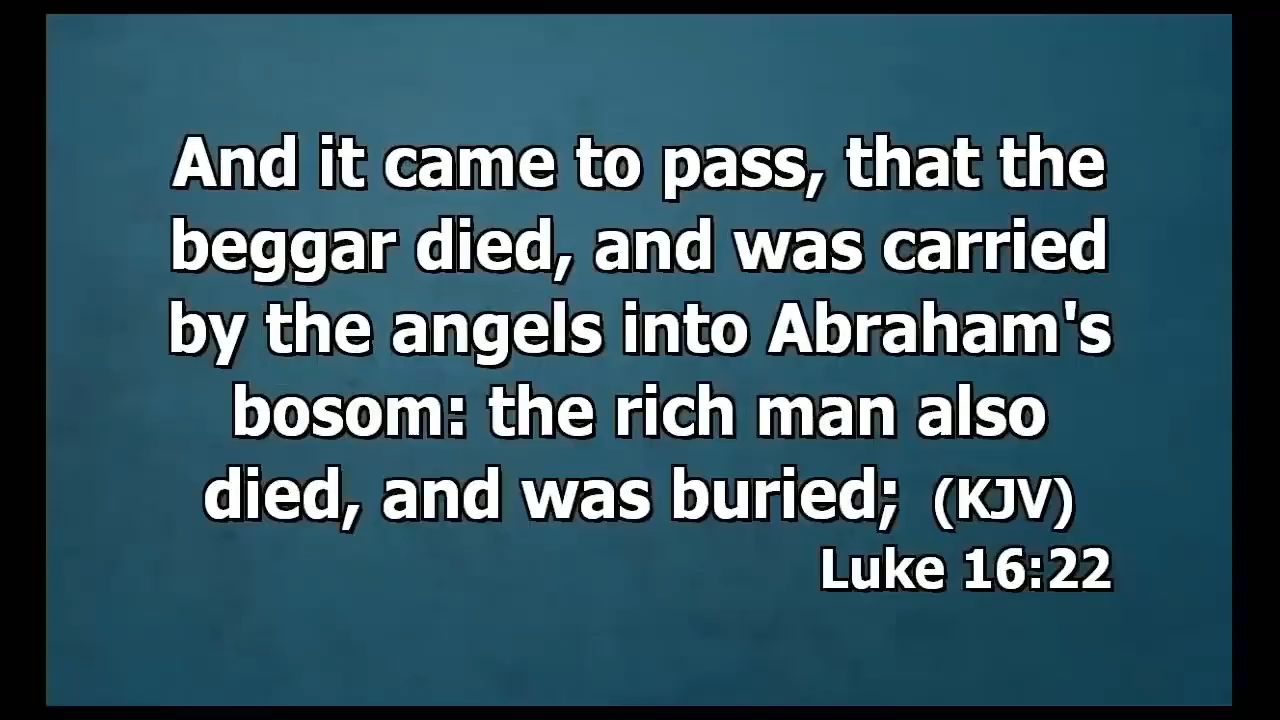 And it came to pass, that the
beggar died, and was carried
by the angels into Abraham's
bosom: the rich man also
died, and was buried; (KJV)
Luke 16:22